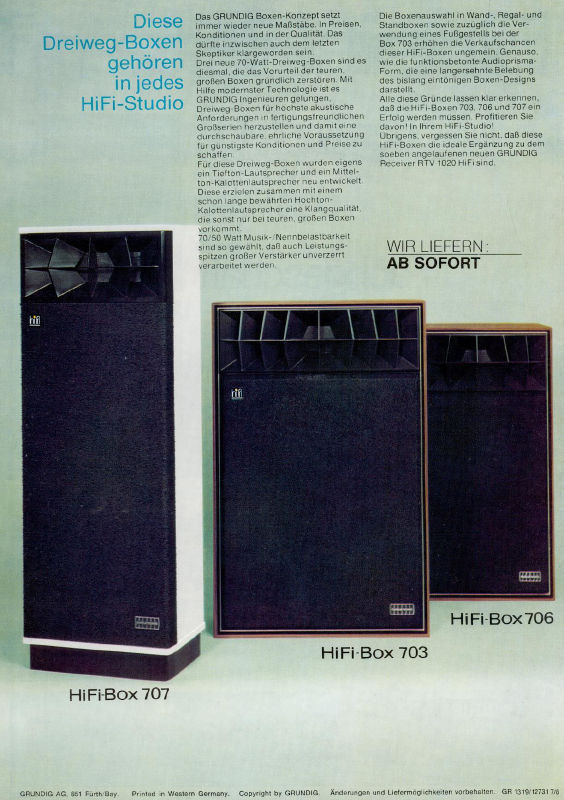 Diese
Dreiweg-Boxen
gehören
in jedes
HiFi-Studio
Das GRUNDIG Boxen-Konzept setzt
immer wieder neue Maßstäbe. In Preisen,
Konditionen und in der Qualität. Das
dürfte inzwischen auch dem letzten
Skeptiker klargeworden sein.
Drei neue 70-Watt-Dreiweg-Boxen sind es
diesmal, die das Vorurteil der teuren,
großen Boxen gründlich zerstören. Mit
Hilfe modernster Technologie ist es
GRUNDIG Ingenieuren gelungen,
Dreiweg-Boxen für höchste akustische
Anforderungen in fertigungsfreundlichen
Großserien herzustellen und damit eine
durchschaubare, ehrliche Voraussetzung
für günstigste Konditionen und Preise zu
schaffen.
Für diese Dreiweg-Boxen wurden eigens
ein Tiefton-Lautsprecher und ein Mittel-
ton-Kalottenlautsprecher neu entwickelt.
Diese erzielen zusammen mit einem
schon lange bewährten Hochton-
Kalottenlautsprecher eine Klangqualität,
die sonst nur bei teuren, großen Boxen
vorkommt.
70/50 Watt Musik-/Nennbelastbarkeit
sind so gewählt, daß auch Leistungs-
spitzen großer Verstärker unverzerrt
verarbeitet werden.
Die Boxenauswahl in Wand-, Regal- und
Standboxen sowie zuzüglich die Ver-
wendung eines Fußgestells bei der
Box 703 erhöhen die Verkaufschancen
dieser HiFi-Boxen ungemein. Genauso,
wie die funktionsbetonte Audioprisma-
Form, die eine langersehnte Belebung
des bislang eintönigen Boxen-Designs
darstellt.
Alle diese Gründe lassen klar erkennen,
daß die HiFi-Boxen 703, 706 und 707 ein
Erfolg werden müssen. Profitieren Sie
davon! In Ihrem HiFi-Studio!
Übrigens, vergessen Sie nicht, daß diese
HiFi-Boxen die ideale Ergänzung zu dem
soeben angelaufenen neuen GRUNDIG
Receiver RTV 1020 HiFi sind.
WIR LIEFERN:
AB SOFORT
hifi
hifi
HiFi-Box 706
HiFi-Box 703
HiFi-Box 707
GRUNDIG AG. 851 Fürth/Bay. Printed in Western Germany. Copyright by GRUNDIG. Änderungen und Liefermöglichkeiten vorbehalten. GR 1319/12731 7/6